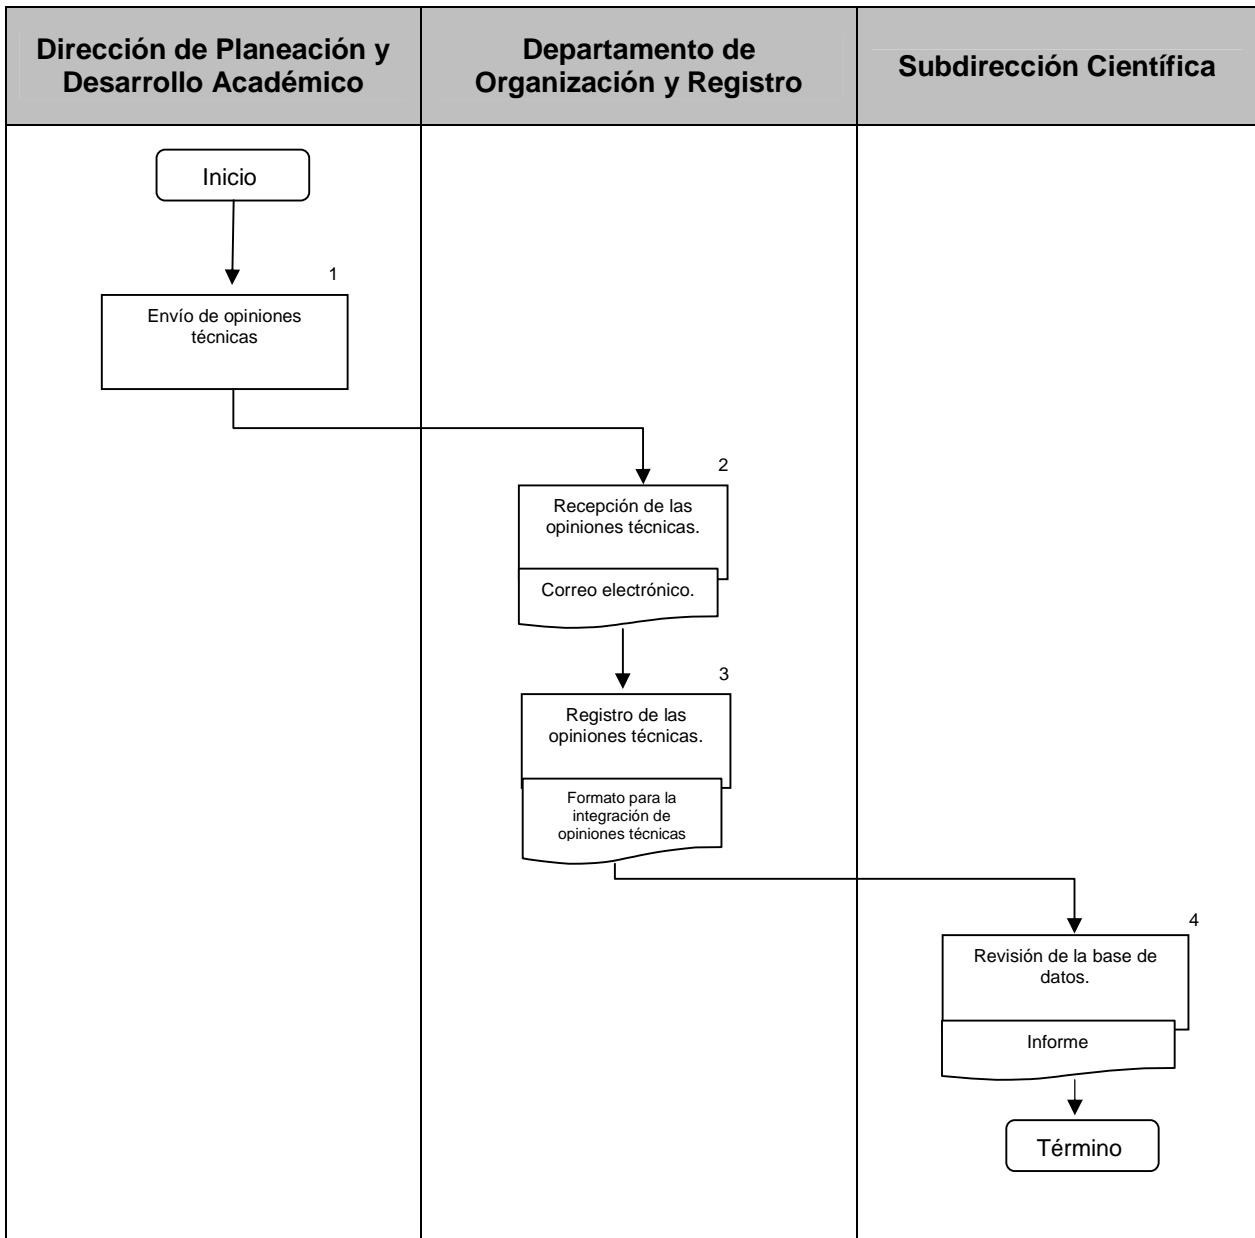 Dirección de Planeación y
Desarrollo Académico
Departamento de
Organización y Registro
Subdirección Científica
Inicio
1
Envío de opiniones
técnicas
2
Recepción de las
opiniones técnicas.
Correo electrónico.
3
Registro de las
opiniones técnicas.
Formato para la
integración de
opiniones técnicas
4
Revisión de la base de
datos.
Informe
Término